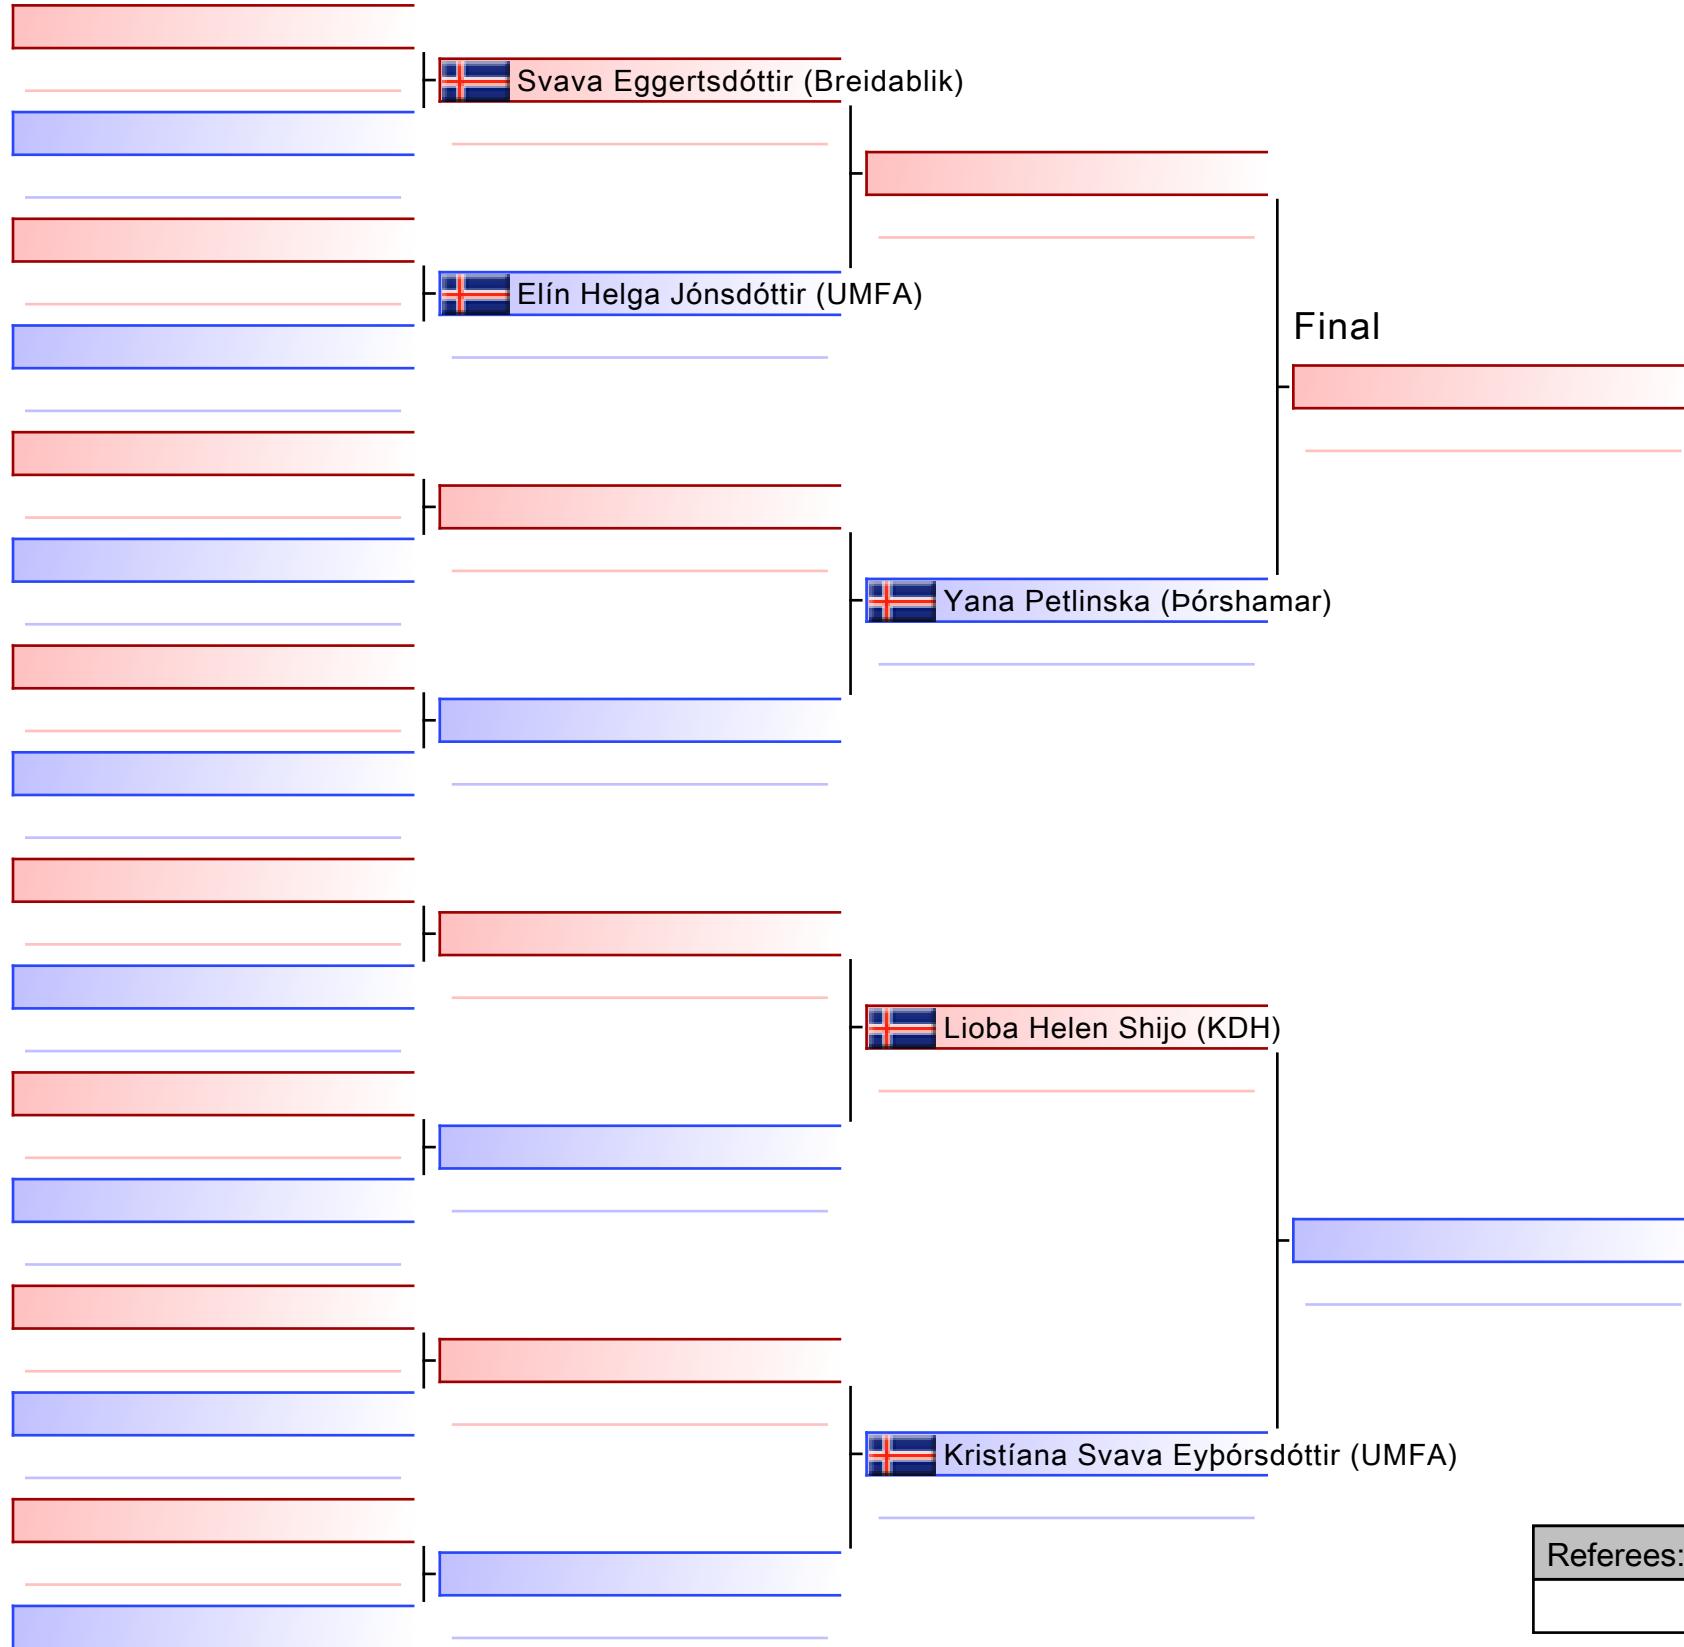 Svava Eggertsdóttir (Breidablik)
Elín Helga Jónsdóttir (UMFA)
Final
Yana Petlinska (Þórshamar)
Lioba Helen Shijo (KDH)
Kristíana Svava Eyþórsdóttir (UMFA)
Referees: